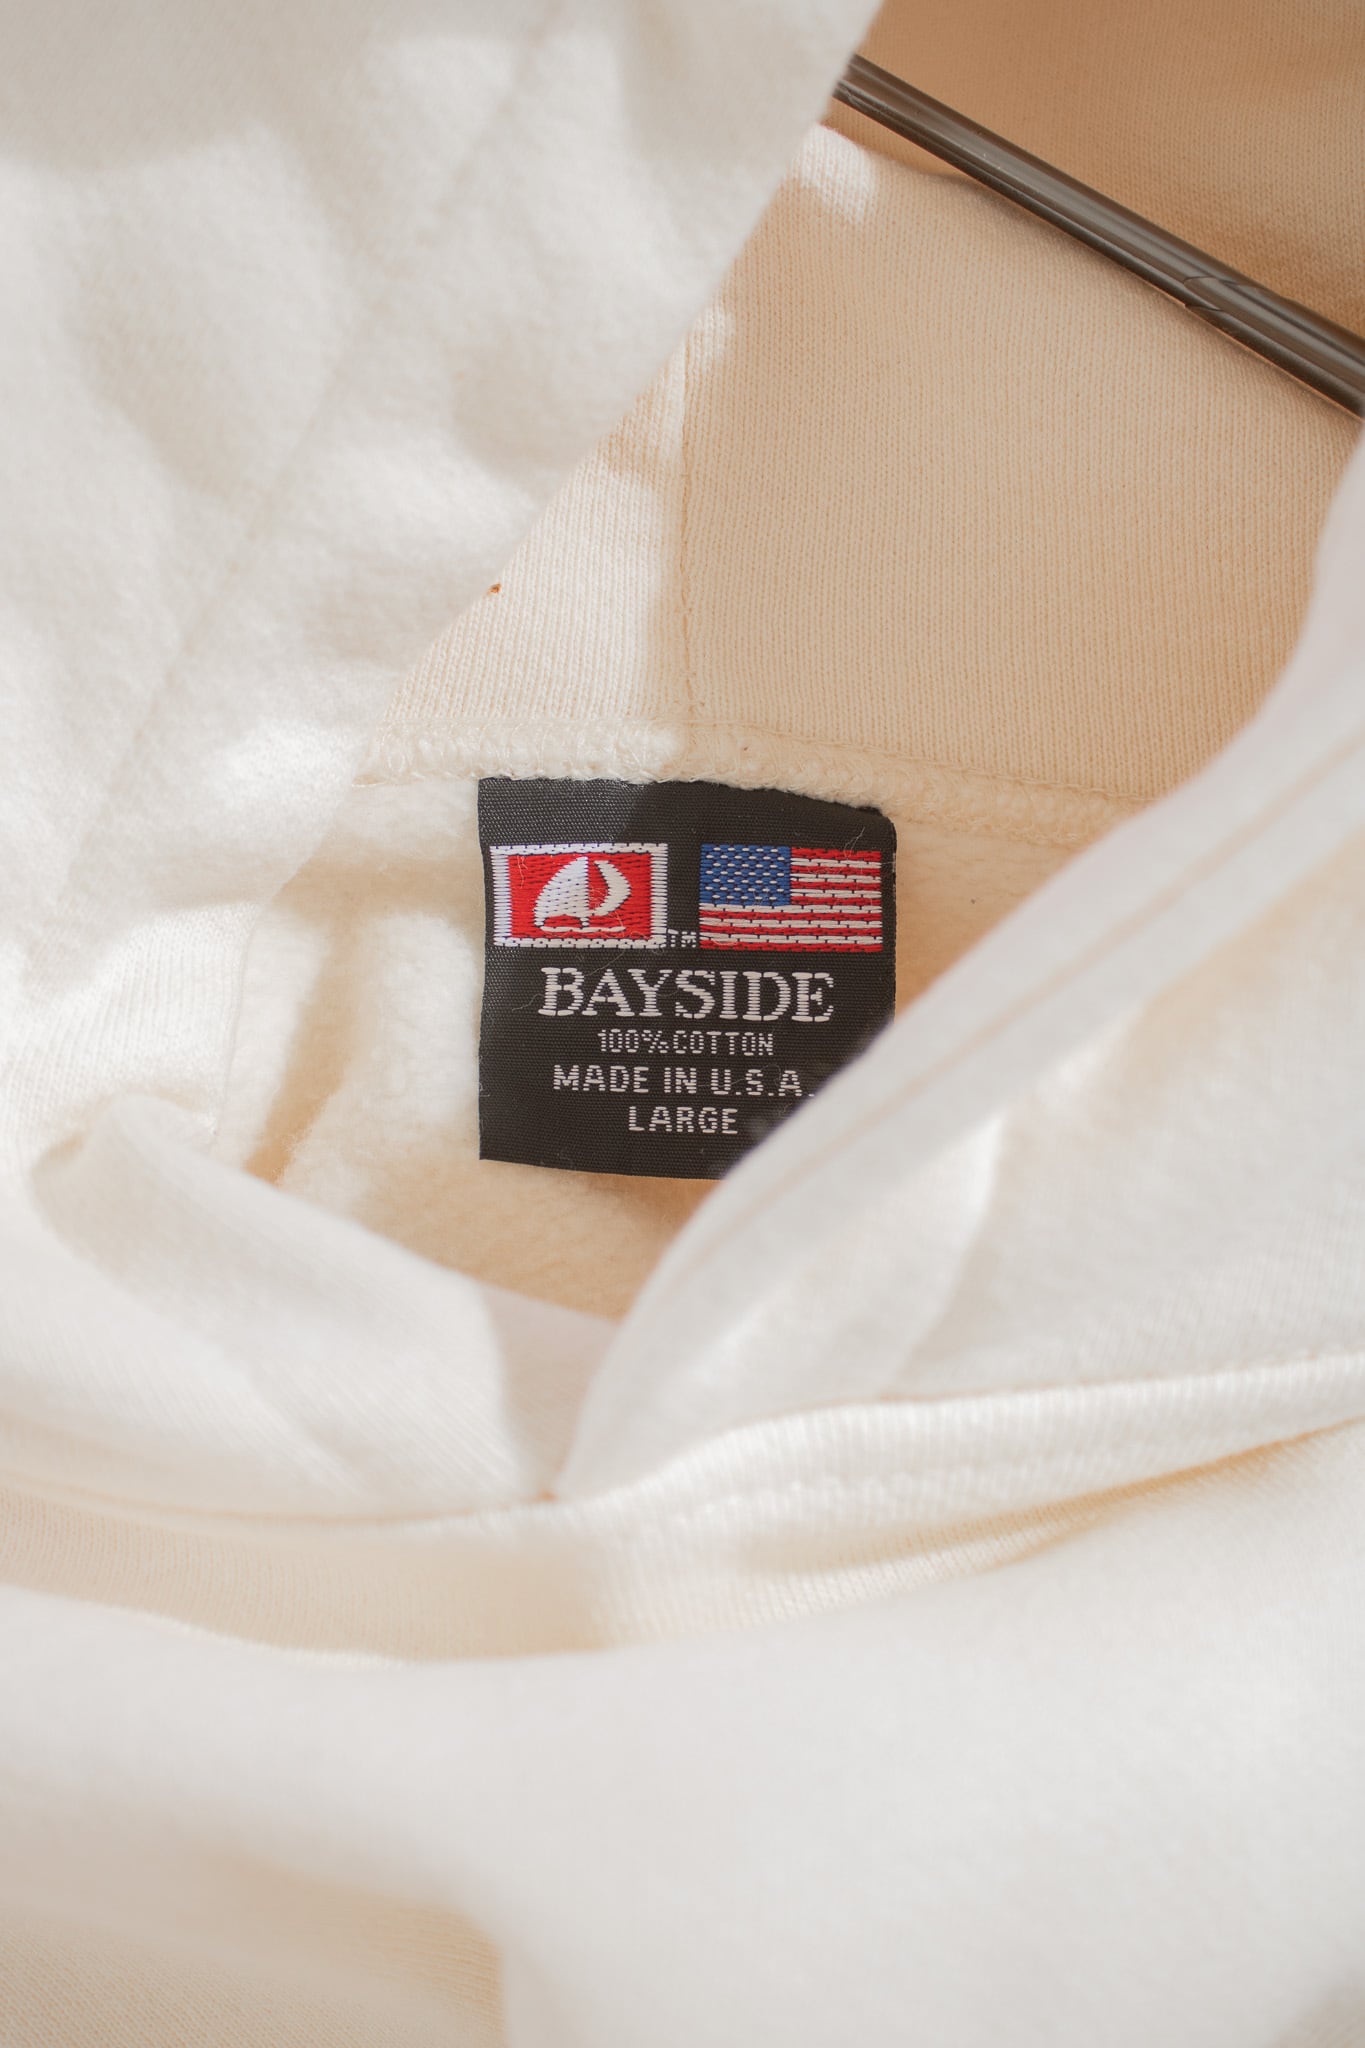 TM
BAYSIDE
100% COTTON
MADE IN U.S.A.
LARGE